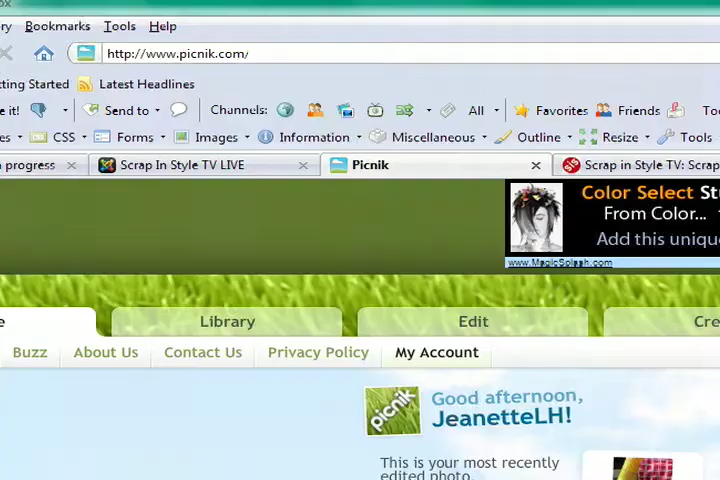 ry Bookmarks Tools Help
http://www.picnik.com/
tting Started Latest Headlines
e it! Send to Channels: All Favorites Friends Too
es CSS Forms Images Information Miscellaneous Outline Resize Tools
progress Scrap In Style TV LIVE Picnik Scrap in Style TV: Scrap
Color Select Stu
From Color...
Add this unique
www.MagicSplash.com
e Library Edit Cre
Buzz About Us Contact Us Privacy Policy My Account
picnik
Good afternoon,
JeanetteLH!
This is your most recently
edited photo.